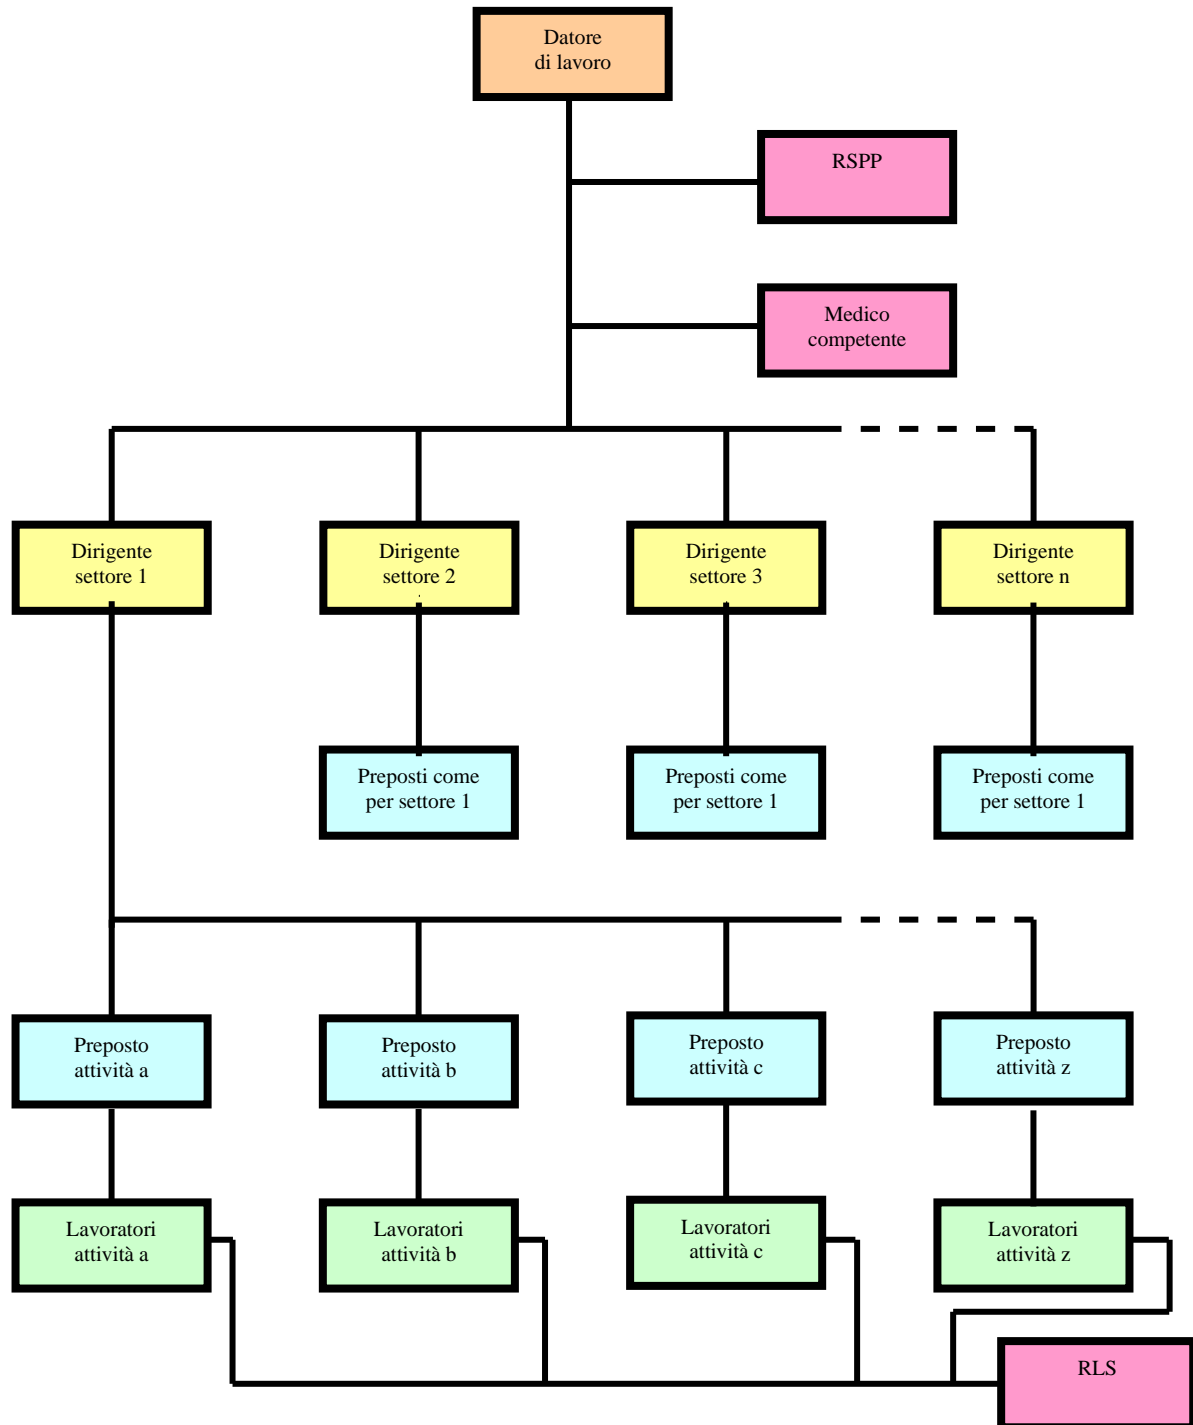 Datore
di lavoro
RSPP
Medico
competente
Dirigente
settore 1
Dirigente
settore 2
Dirigente
settore 3
Dirigente
settore n
Preposti come
per settore 1
Preposti come
per settore 1
Preposti come
per settore 1
Preposto
attività a
Preposto
attività b
Preposto
attività c
Preposto
attività z
Lavoratori
attività a
Lavoratori
attività b
Lavoratori
attività c
Lavoratori
attività z
RLS